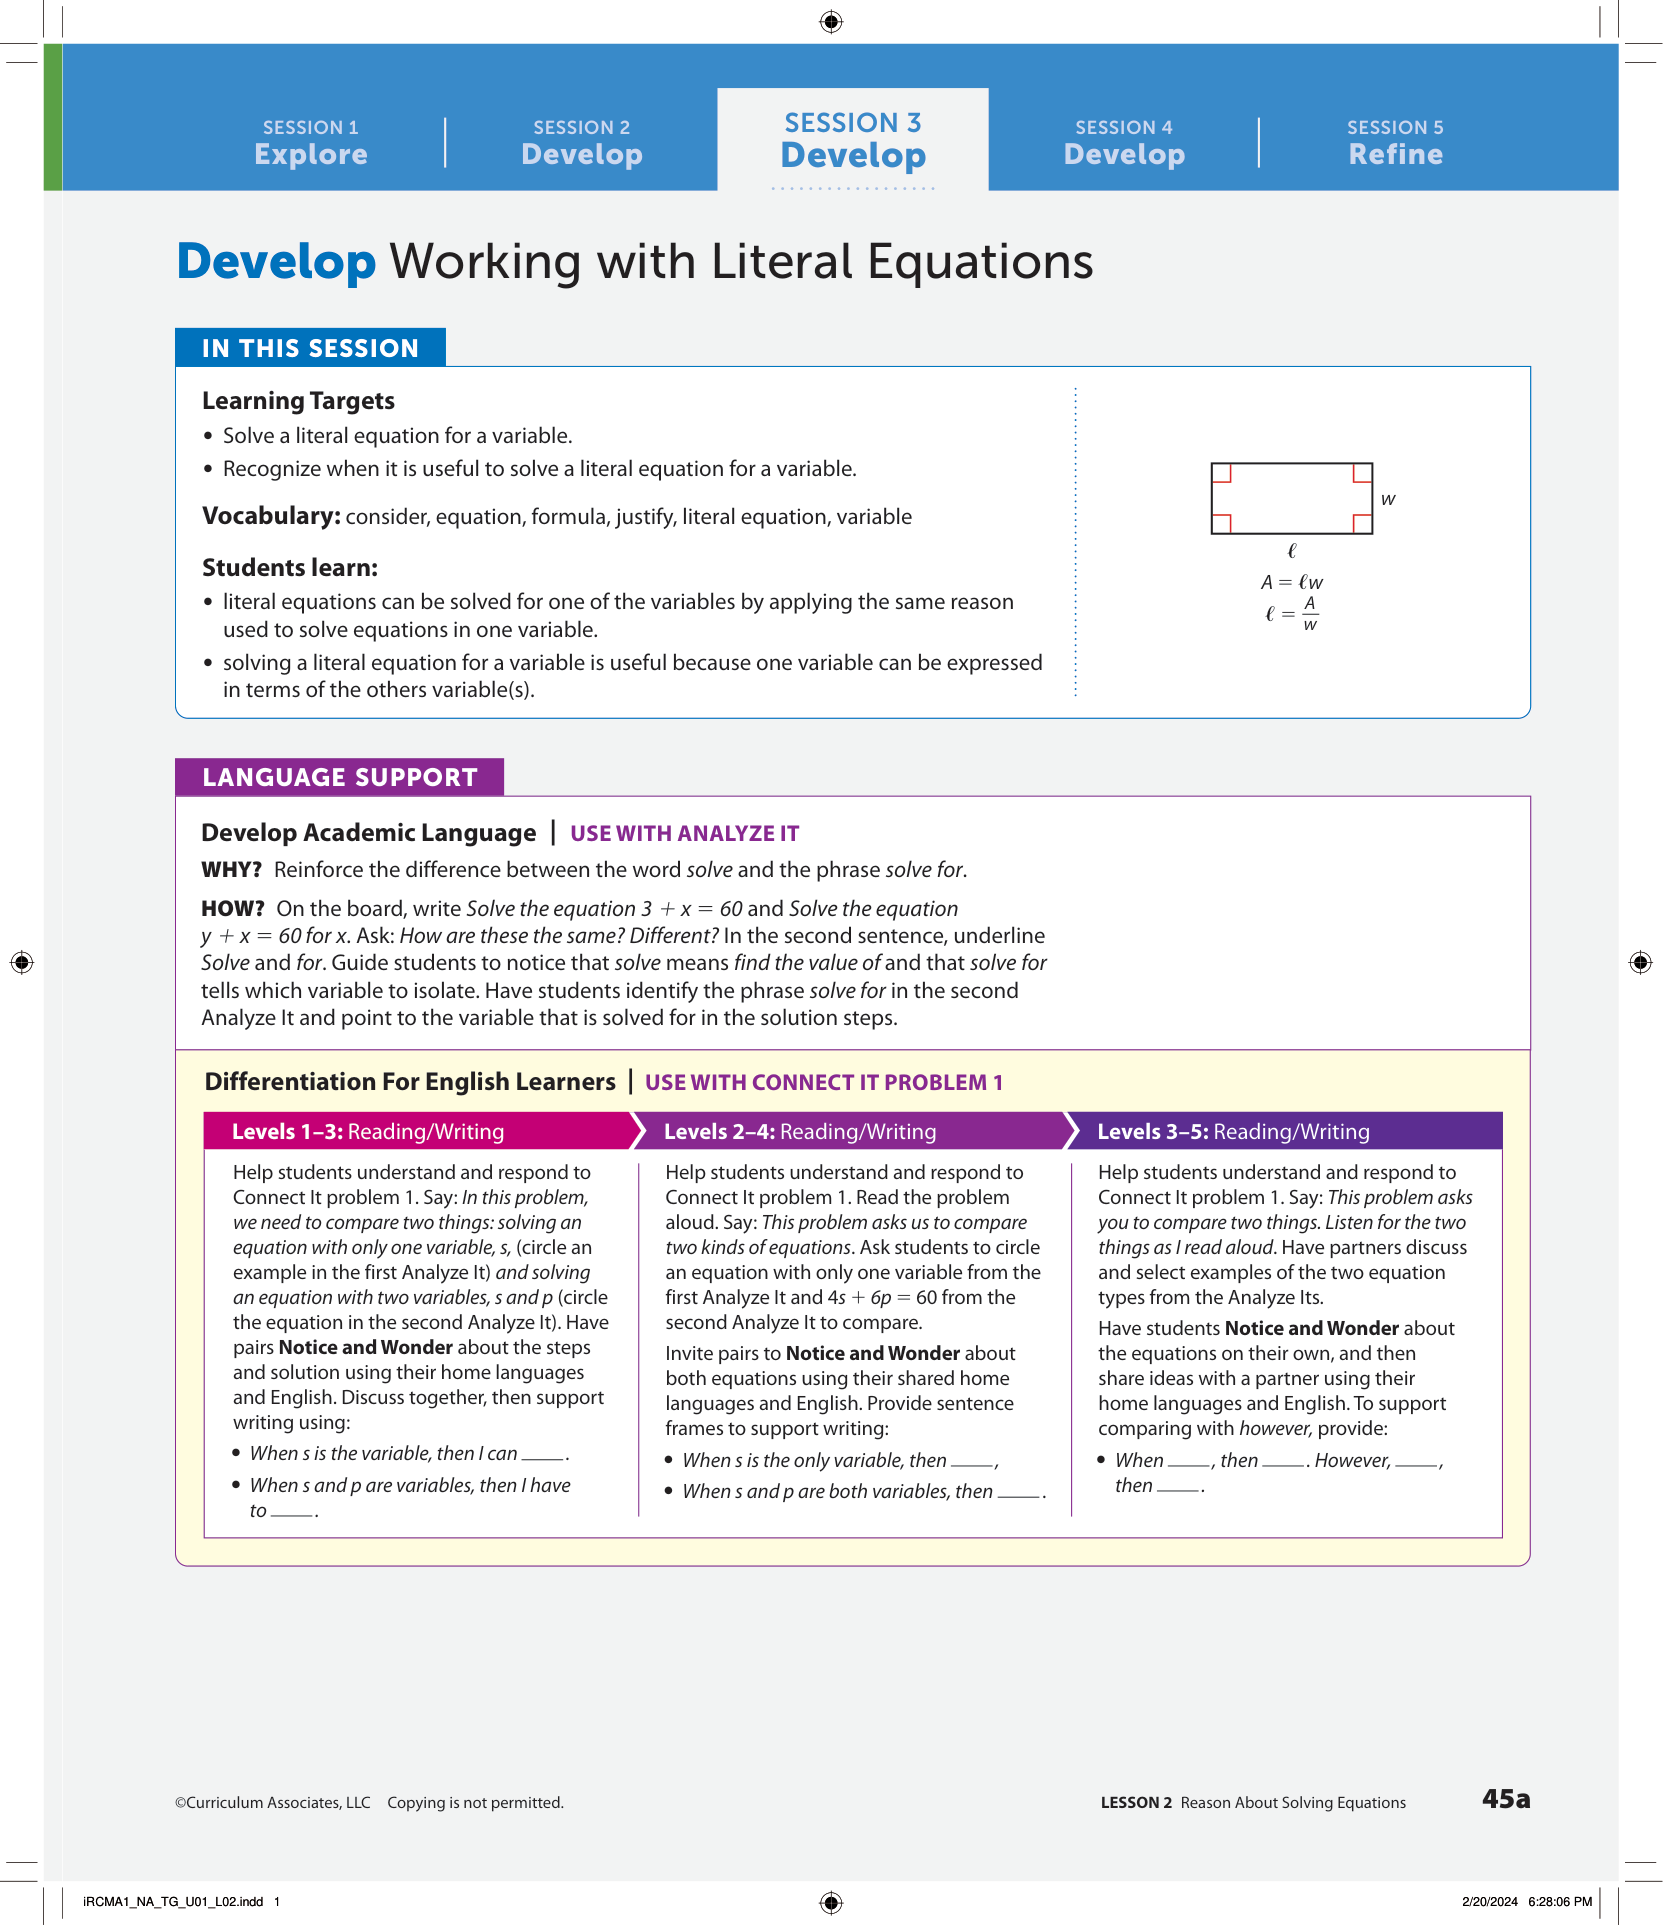 SESSION 1
Explore
SESSION 2
Develop
SESSION 3
Develop
SESSION 4
Develop
SESSION 5
Refine
Develop Working with Literal Equations
IN THIS SESSION
Learning Targets
• Solve a literal equation for a variable.
• Recognize when it is useful to solve a literal equation for a variable.
Vocabulary: consider, equation, formula, justify, literal equation, variable
Students learn:
• literal equations can be solved for one of the variables by applying the same reason
used to solve equations in one variable.
• solving a literal equation for a variable is useful because one variable can be expressed
in terms of the others variable(s).
w
ℓ
A = ℓw
ℓ = A/w
LANGUAGE SUPPORT
Develop Academic Language | USE WITH ANALYZE IT
WHY? Reinforce the difference between the word solve and the phrase solve for.
HOW? On the board, write Solve the equation 3 + x = 60 and Solve the equation
y + x = 60 for x. Ask: How are these the same? Different? In the second sentence, underline
Solve and for. Guide students to notice that solve means find the value of and that solve for
tells which variable to isolate. Have students identify the phrase solve for in the second
Analyze It and point to the variable that is solved for in the solution steps.
Differentiation For English Learners | USE WITH CONNECT IT PROBLEM 1
Levels 1–3: Reading/Writing
Help students understand and respond to
Connect It problem 1. Say: In this problem,
we need to compare two things: solving an
equation with only one variable, s, (circle an
example in the first Analyze It) and solving
an equation with two variables, s and p (circle
the equation in the second Analyze It). Have
pairs Notice and Wonder about the steps
and solution using their home languages
and English. Discuss together, then support
writing using:
• When s is the variable, then I can ____.
• When s and p are variables, then I have
to ____.
Levels 2–4: Reading/Writing
Help students understand and respond to
Connect It problem 1. Read the problem
aloud. Say: This problem asks us to compare
two kinds of equations. Ask students to circle
an equation with only one variable from the
first Analyze It and 4s + 6p = 60 from the
second Analyze It to compare.
Invite pairs to Notice and Wonder about
both equations using their shared home
languages and English. Provide sentence
frames to support writing:
• When s is the only variable, then ____,
• When s and p are both variables, then ____.
Levels 3–5: Reading/Writing
Help students understand and respond to
Connect It problem 1. Say: This problem asks
you to compare two things. Listen for the two
things as I read aloud. Have partners discuss
and select examples of the two equation
types from the Analyze Its.
Have students Notice and Wonder about
the equations on their own, and then
share ideas with a partner using their
home languages and English. To support
comparing with however, provide:
• When ____, then ____. However, ____,
then ____.
©Curriculum Associates, LLC Copying is not permitted.
LESSON 2 Reason About Solving Equations 45a
iRCMA1_NA_TG_U01_L02.indd 1
2/20/2024 6:28:06 PM